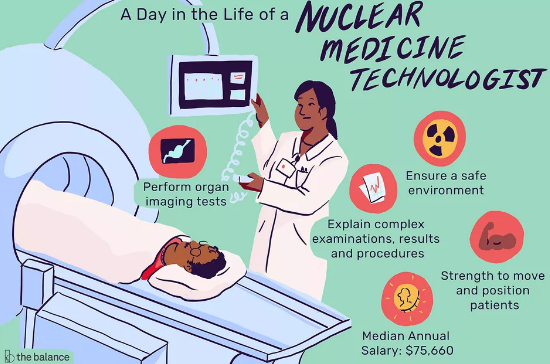 A Day in the Life of a
NUCLEAR
MEDICINE
TECHNOLOGIST
Perform organ
imaging tests
Ensure a safe
environment
Explain complex
examinations, results
and procedures
Strength to move
and position
patients
Median Annual
Salary: $75,660
the balance